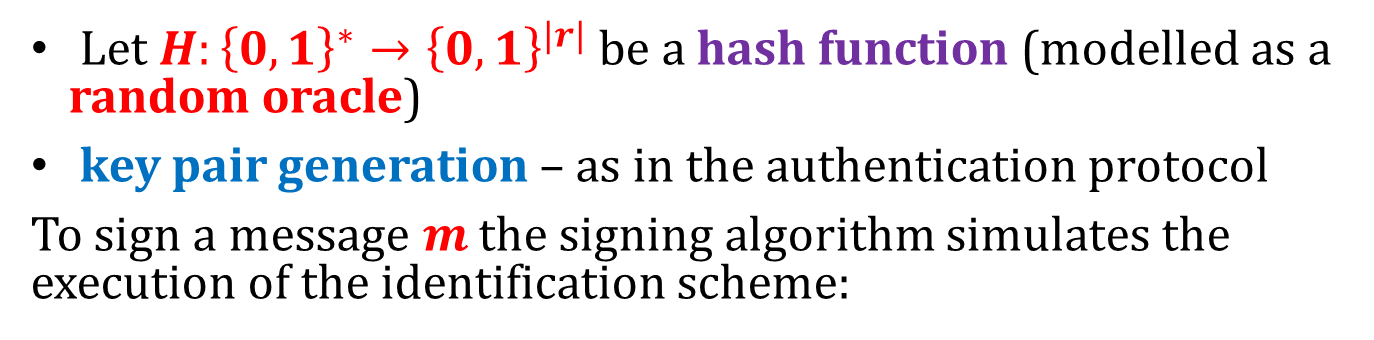 • Let H: {0, 1}* → {0, 1}^|r| be a hash function (modelled as a
random oracle)
• key pair generation – as in the authentication protocol
To sign a message m the signing algorithm simulates the
execution of the identification scheme: